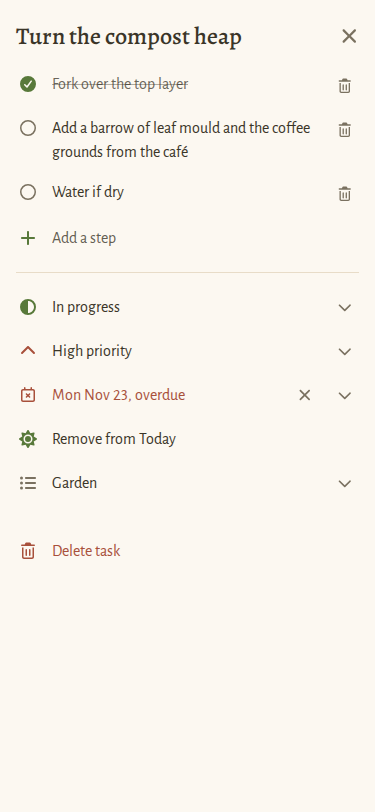 Turn the compost heap
Fork over the top layer
Add a barrow of leaf mould and the coffee
grounds from the café
Water if dry
Add a step
In progress
High priority
Mon Nov 23, overdue
Remove from Today
Garden
Delete task